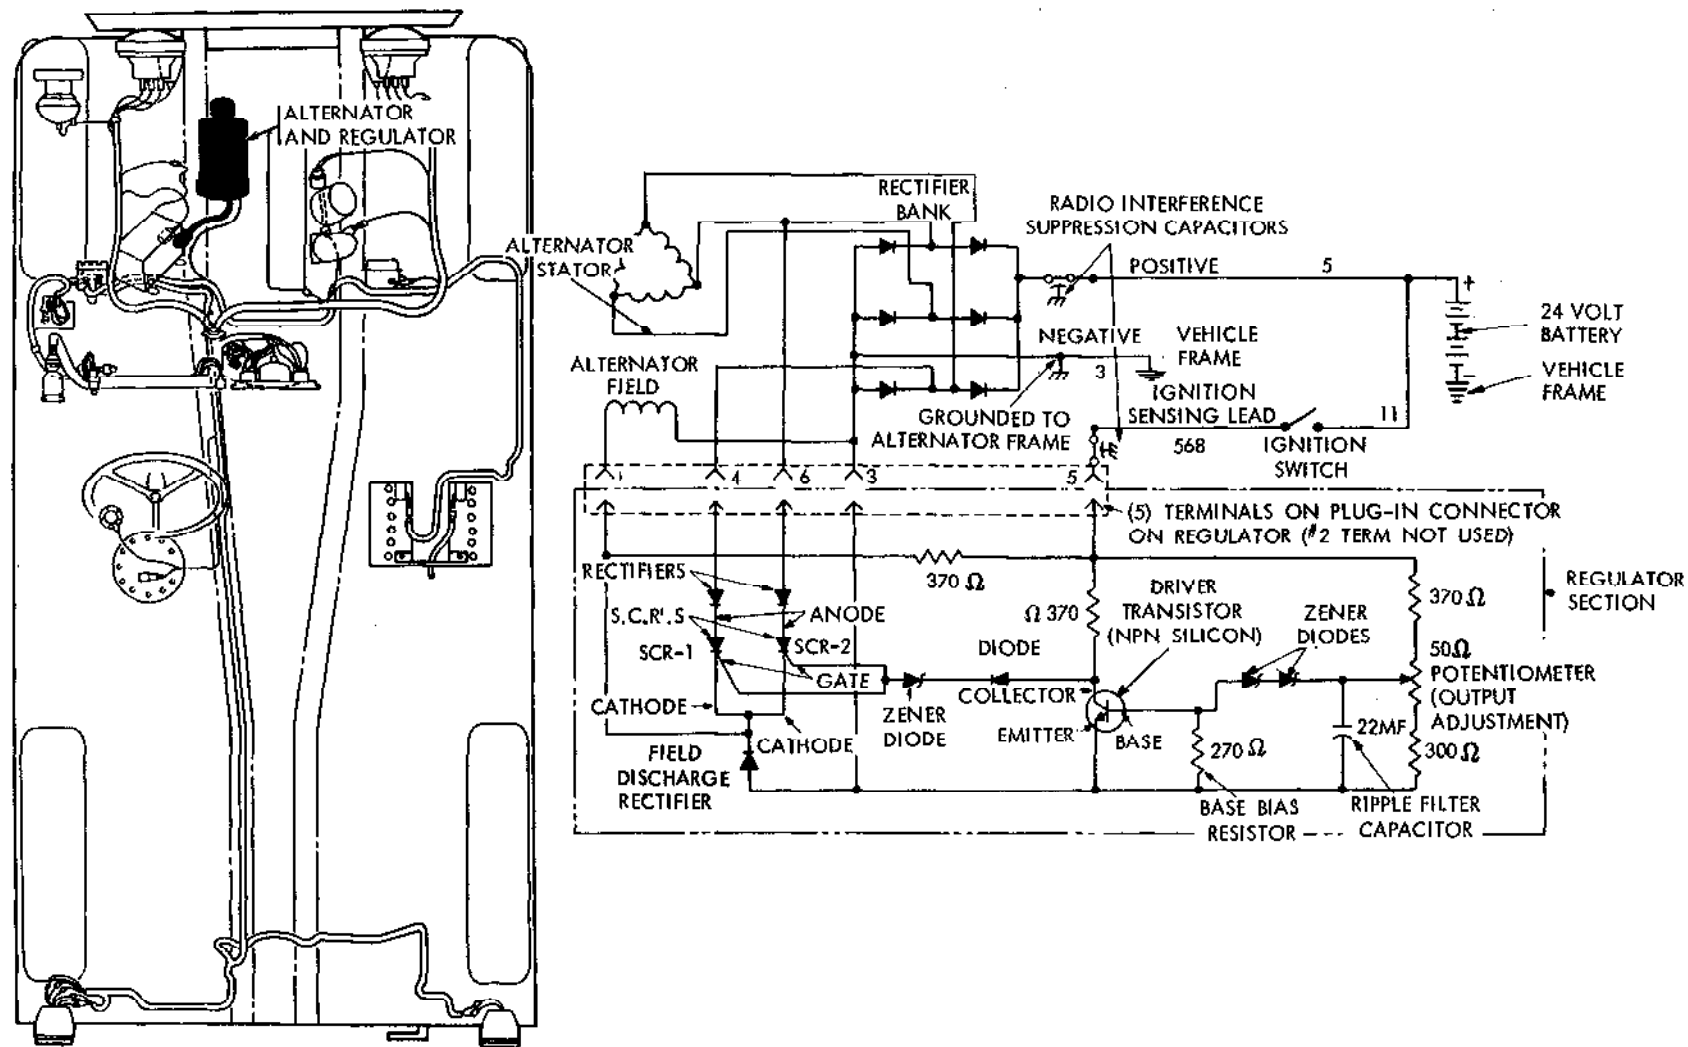 ALTERNATOR
AND REGULATOR
RECTIFIER
BANK
RADIO INTERFERENCE
SUPPRESSION CAPACITORS
ALTERNATOR
STATOR
POSITIVE
5
+
24 VOLT
BATTERY
NEGATIVE
3
VEHICLE
FRAME
-
VEHICLE
FRAME
ALTERNATOR
FIELD
GROUNDED TO
ALTERNATOR FRAME
IGNITION
SENSING LEAD
568
11
IGNITION
SWITCH
1
4
6
3
5
(5) TERMINALS ON PLUG-IN CONNECTOR
ON REGULATOR (#2 TERM NOT USED)
RECTIFIERS
370 Ω
Ω 370
DRIVER
TRANSISTOR
(NPN SILICON)
ZENER
DIODES
370 Ω
REGULATOR
SECTION
S.C.R'.S
ANODE
SCR-1
SCR-2
DIODE
50Ω
POTENTIOMETER
(OUTPUT
ADJUSTMENT)
GATE
COLLECTOR
CATHODE
ZENER
DIODE
EMITTER
BASE
CATHODE
270 Ω
22MF
300Ω
FIELD
DISCHARGE
RECTIFIER
BASE BIAS
RESISTOR
RIPPLE FILTER
CAPACITOR